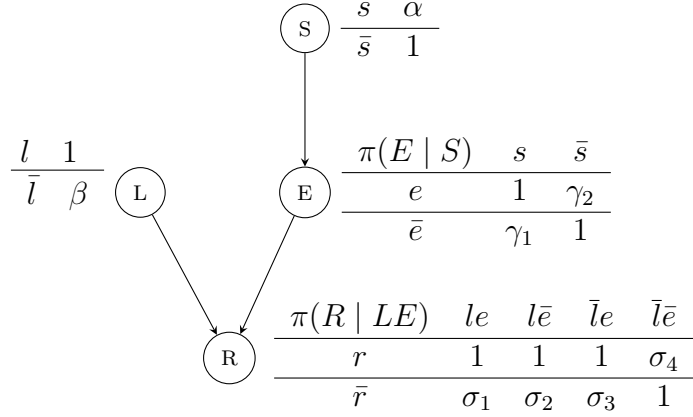 S
s α
s̄ 1
l 1
l̄ β
L
E
π(E | S) s s̄
e 1 γ₂
ē γ₁ 1
R
π(R | LE) le lē l̄e l̄ē
r 1 1 1 σ₄
r̄ σ₁ σ₂ σ₃ 1